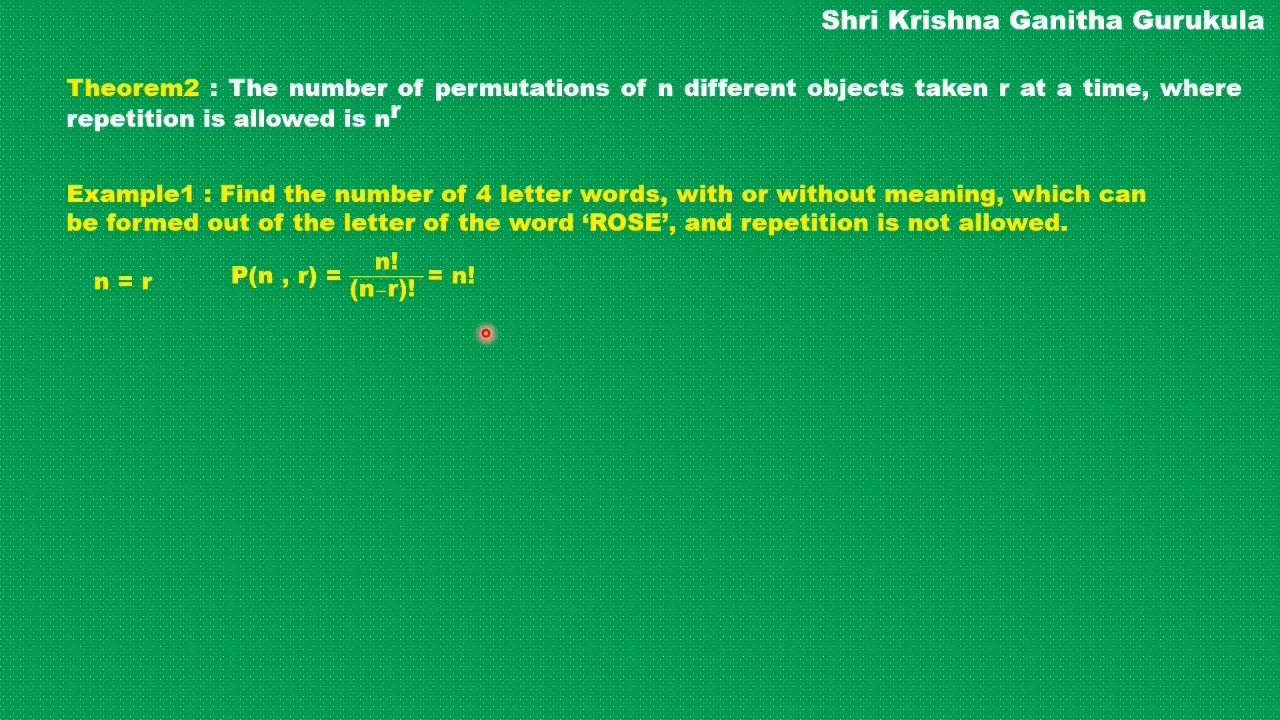 Shri Krishna Ganitha Gurukula
Theorem2 : The number of permutations of n different objects taken r at a time, where
repetition is allowed is n^r
Example1 : Find the number of 4 letter words, with or without meaning, which can
be formed out of the letter of the word ‘ROSE’, and repetition is not allowed.
n = r P(n , r) = n!/(n−r)! = n!